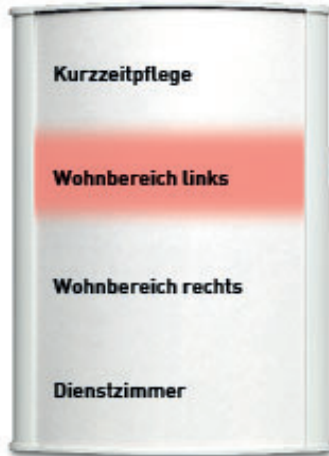 Kurzzeitpflege
Wohnbereich links
Wohnbereich rechts
Dienstzimmer